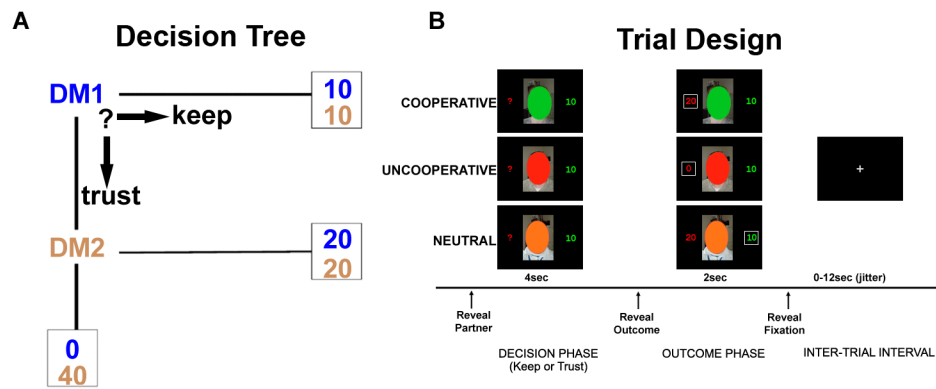 A
Decision Tree
DM1
?
keep
trust
10
10
DM2
20
20
0
40
B
Trial Design
COOPERATIVE
? 10
20 10
UNCOOPERATIVE
? 10
0 10
+
NEUTRAL
? 10
20 10
4sec
2sec
0-12sec (jitter)
Reveal
Partner
Reveal
Outcome
Reveal
Fixation
DECISION PHASE
(Keep or Trust)
OUTCOME PHASE
INTER-TRIAL INTERVAL